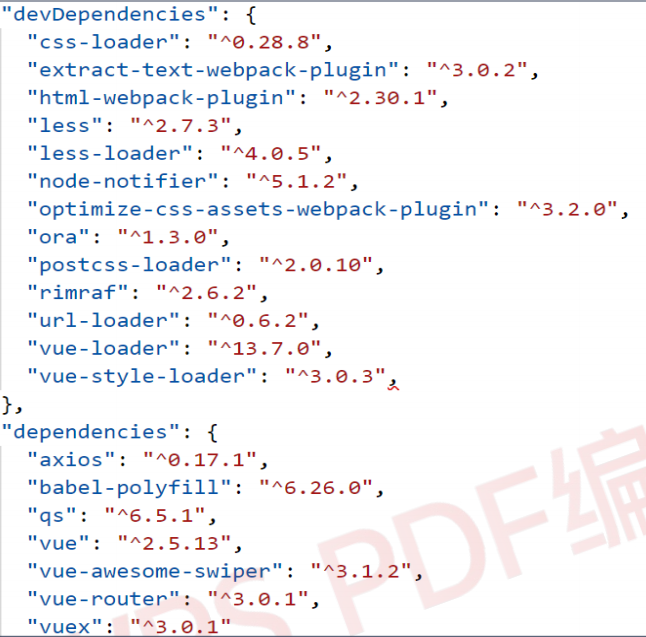 "devDependencies": {
"css-loader": "^0.28.8",
"extract-text-webpack-plugin": "^3.0.2",
"html-webpack-plugin": "^2.30.1",
"less": "^2.7.3",
"less-loader": "^4.0.5",
"node-notifier": "^5.1.2",
"optimize-css-assets-webpack-plugin": "^3.2.0",
"ora": "^1.3.0",
"postcss-loader": "^2.0.10",
"rimraf": "^2.6.2",
"url-loader": "^0.6.2",
"vue-loader": "^13.7.0",
"vue-style-loader": "^3.0.3",
},
"dependencies": {
"axios": "^0.17.1",
"babel-polyfill": "^6.26.0",
"qs": "^6.5.1",
"vue": "^2.5.13",
"vue-awesome-swiper": "^3.1.2",
"vue-router": "^3.0.1",
"vuex": "^3.0.1"
PDF编